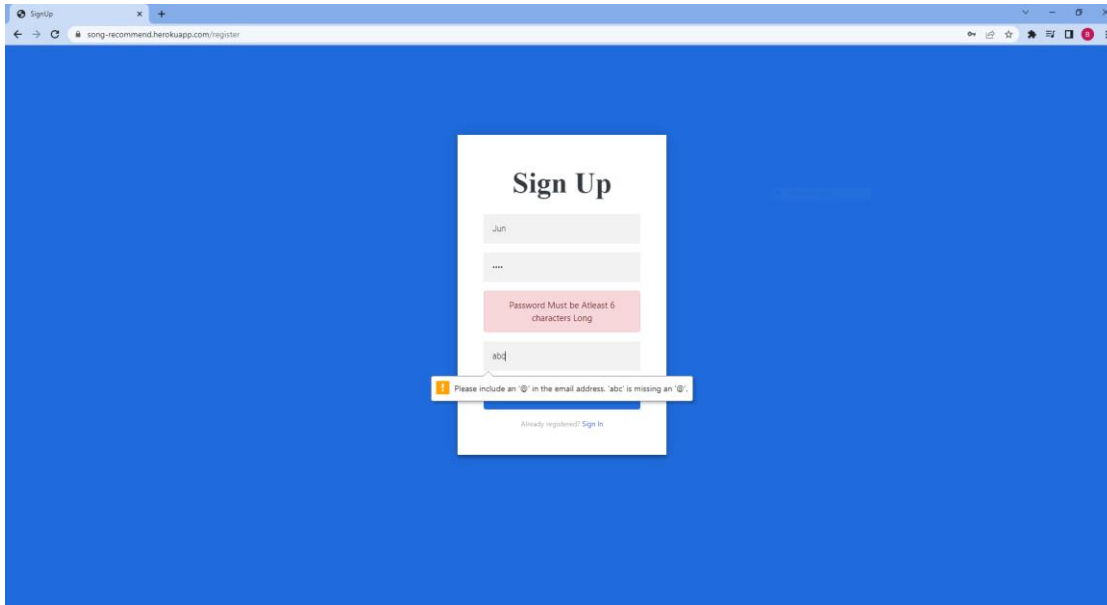 SignUp
song-recommend.herokuapp.com/register
B
Sign Up
Jun
....
Password Must be Atleast 6
characters Long
abc
Please include an '@' in the email address. 'abc' is missing an '@'.
Already registered? Sign In